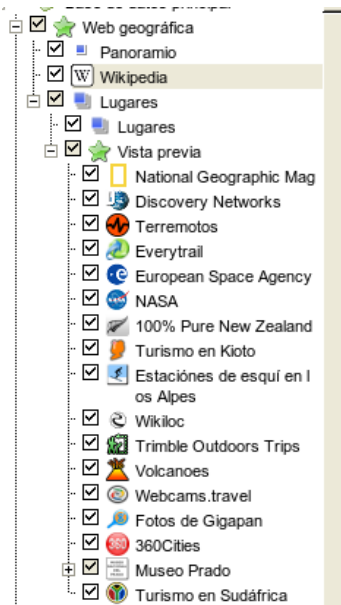 Web geográfica
Panoramio
W Wikipedia
Lugares
Lugares
Vista previa
National Geographic Mag
Discovery Networks
Terremotos
Everytrail
European Space Agency
NASA
100% Pure New Zealand
Turismo en Kioto
Estaciónes de esquí en l
os Alpes
Wikiloc
Trimble Outdoors Trips
Volcanoes
Webcams.travel
Fotos de Gigapan
360 360Cities
Museo Prado
Turismo en Sudáfrica